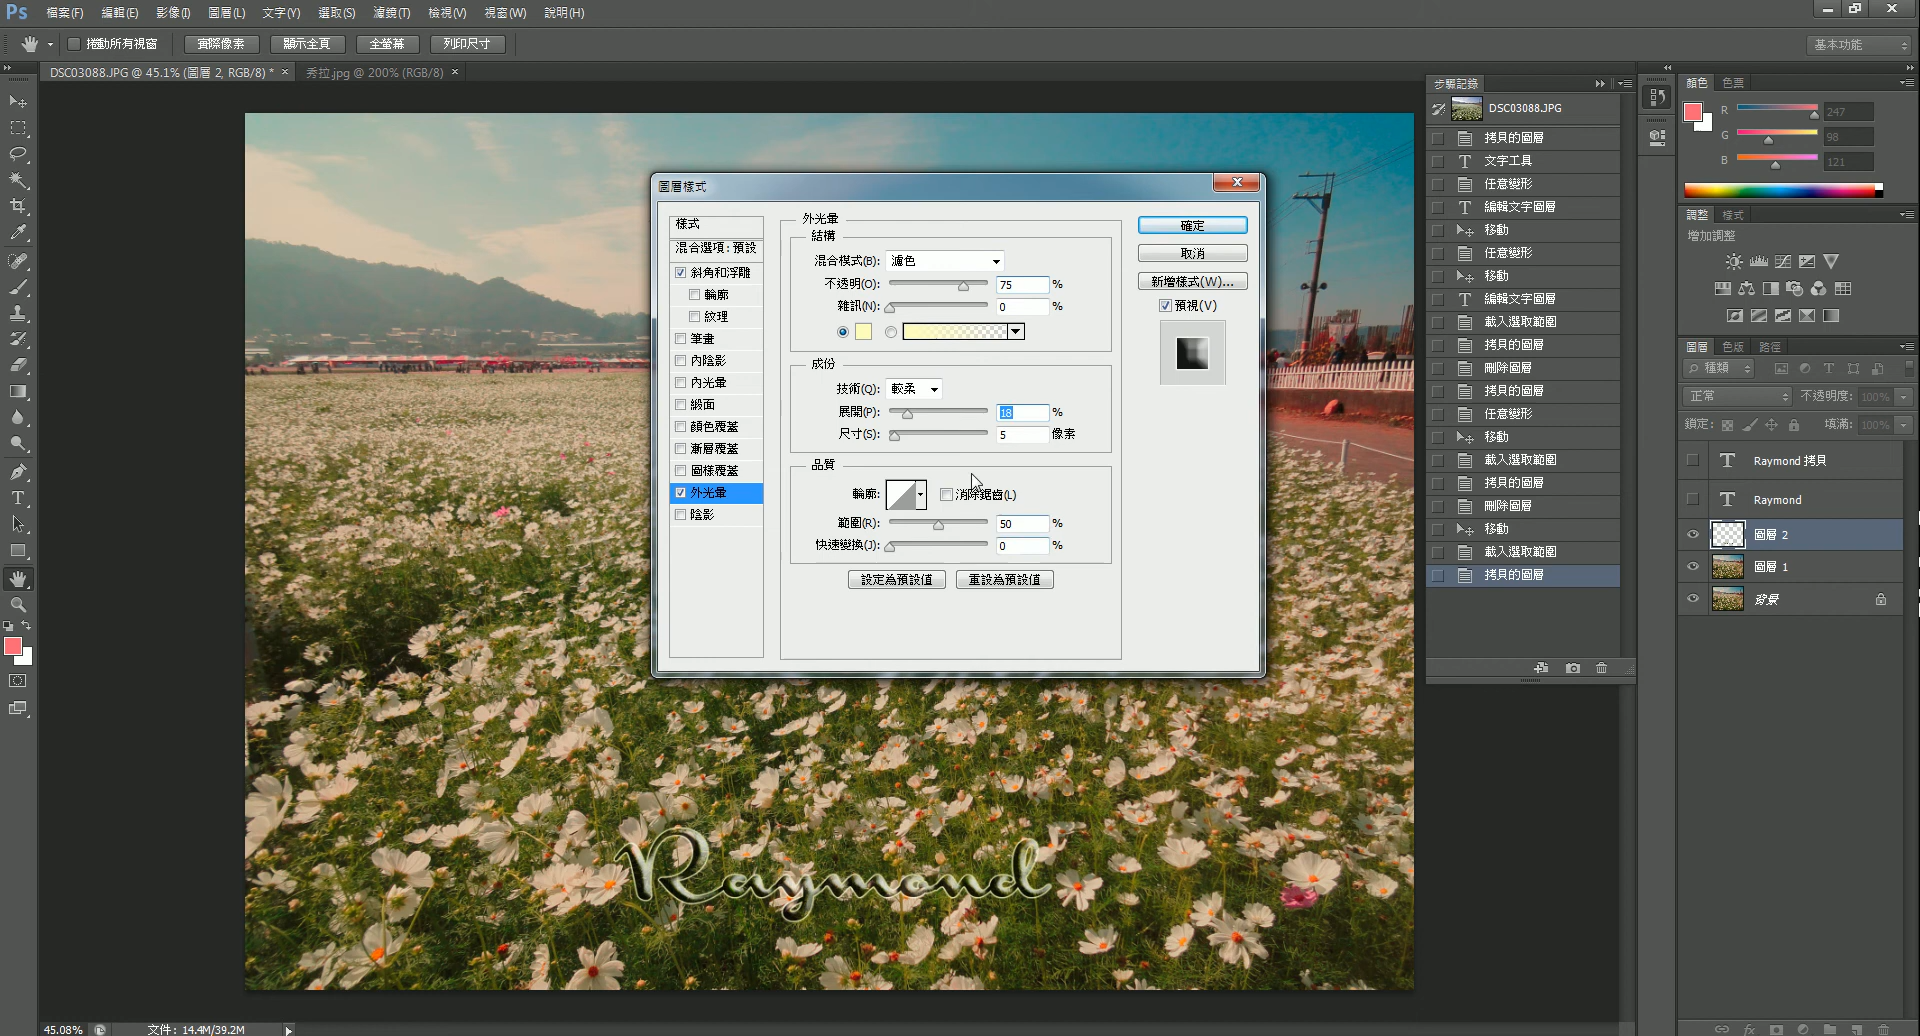 Ps 檔案(F) 編輯(E) 影像(I) 圖層(L) 文字(Y) 選取(S) 濾鏡(T) 檢視(V) 視窗(W) 說明(H)
捲動所有視窗 實際像素 顯示全頁 全螢幕 列印尺寸 基本功能
DSC03088.JPG @ 45.1% (圖層 2, RGB/8) * × 秀拉.jpg @ 200% (RGB/8) ×
圖層樣式
樣式
混合選項: 預設
斜角和浮雕
輪廓
紋理
筆畫
內陰影
內光暈
緞面
顏色覆蓋
漸層覆蓋
圖樣覆蓋
外光暈
陰影
外光暈
結構
混合模式(B): 濾色
不透明(O): 75 %
雜訊(N): 0 %
成份
技術(Q): 較柔
展開(P): 18 %
尺寸(S): 5 像素
品質
輪廓: 消除鋸齒(L)
範圍(R): 50 %
快速變換(J): 0 %
設定為預設值 重設為預設值
確定
取消
新增樣式(W)...
預視(V)
Raymond
步驟記錄
DSC03088.JPG
拷貝的圖層
文字工具
任意變形
編輯文字圖層
移動
任意變形
移動
編輯文字圖層
載入選取範圍
拷貝的圖層
刪除圖層
拷貝的圖層
任意變形
移動
載入選取範圍
拷貝的圖層
刪除圖層
移動
載入選取範圍
拷貝的圖層
顏色 色票
R 247
G 98
B 121
調整 樣式
增加調整
圖層 色版 路徑
種類
正常 不透明度: 100%
鎖定: 填滿: 100%
Raymond 拷貝
Raymond
圖層 2
圖層 1
背景
45.08% 文件: 14.4M/39.2M